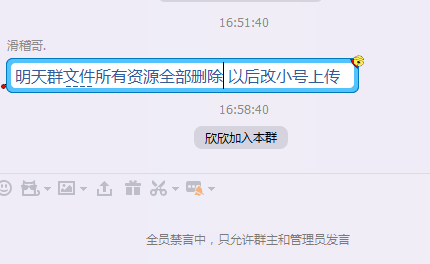 16:51:40
滑稽哥.
明天群文件所有资源全部删除 以后改小号上传
16:58:40
欣欣加入本群
全员禁言中，只允许群主和管理员发言